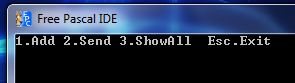 Free Pascal IDE
1.Add 2.Send 3.ShowAll  Esc.Exit